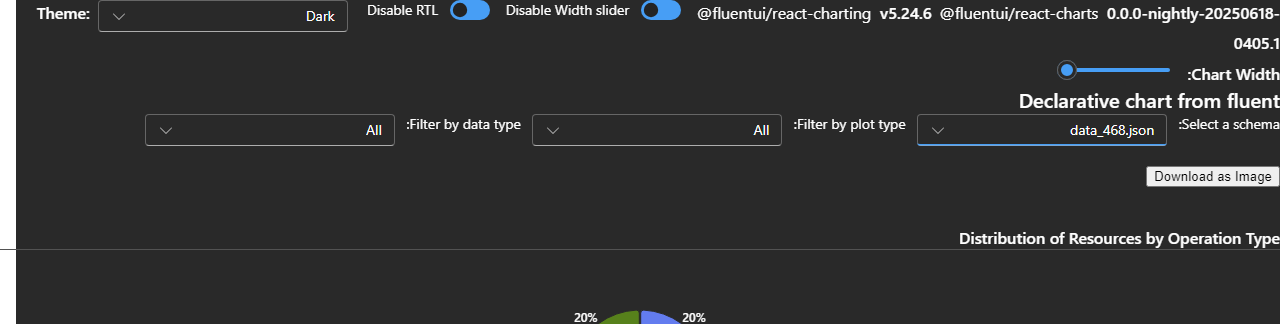 Theme: Dark Disable RTL Disable Width slider @fluentui/react-charting v5.24.6 @fluentui/react-charts 0.0.0-nightly-20250618-
0405.1
:Chart Width
Declarative chart from fluent
:Select a schema data_468.json :Filter by plot type All :Filter by data type All
Download as Image
Distribution of Resources by Operation Type
20% 20%